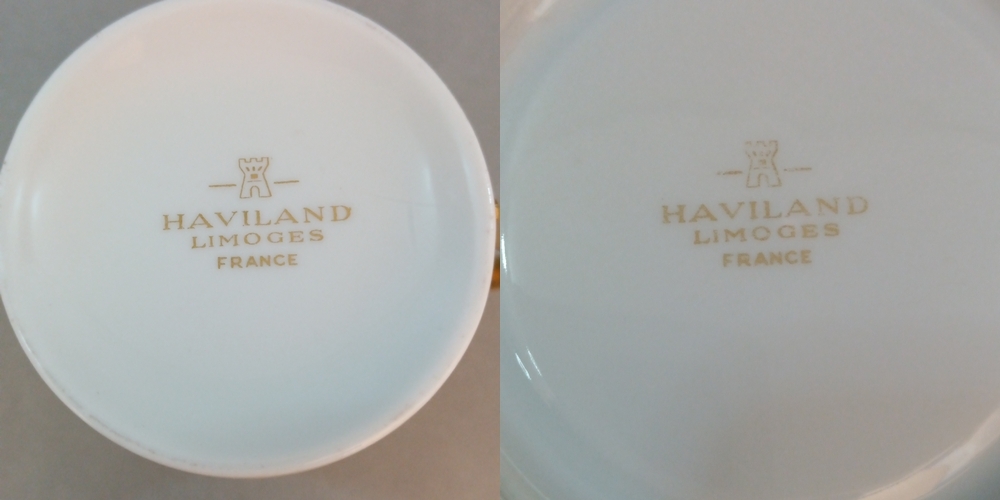 HAVILAND
LIMOGES
FRANCE
HAVILAND
LIMOGES
FRANCE